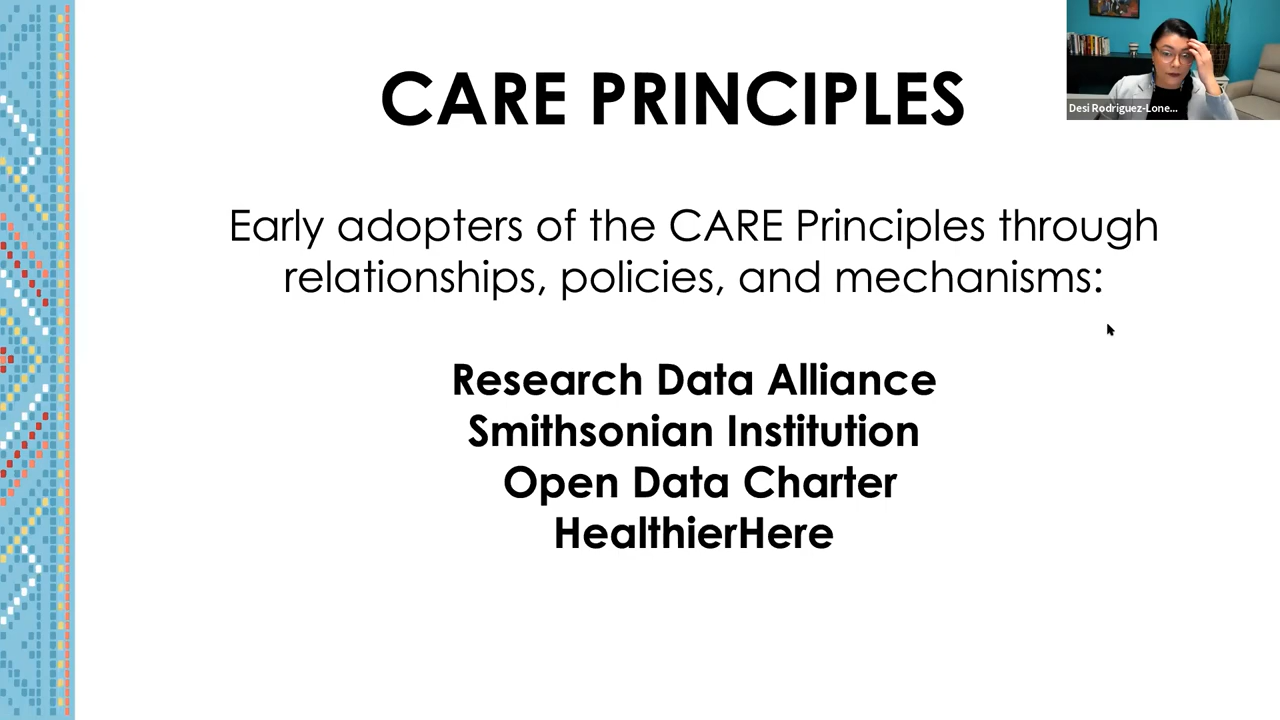 CARE PRINCIPLES
Desi Rodriguez-Lone...
Early adopters of the CARE Principles through
relationships, policies, and mechanisms:
Research Data Alliance
Smithsonian Institution
Open Data Charter
HealthierHere